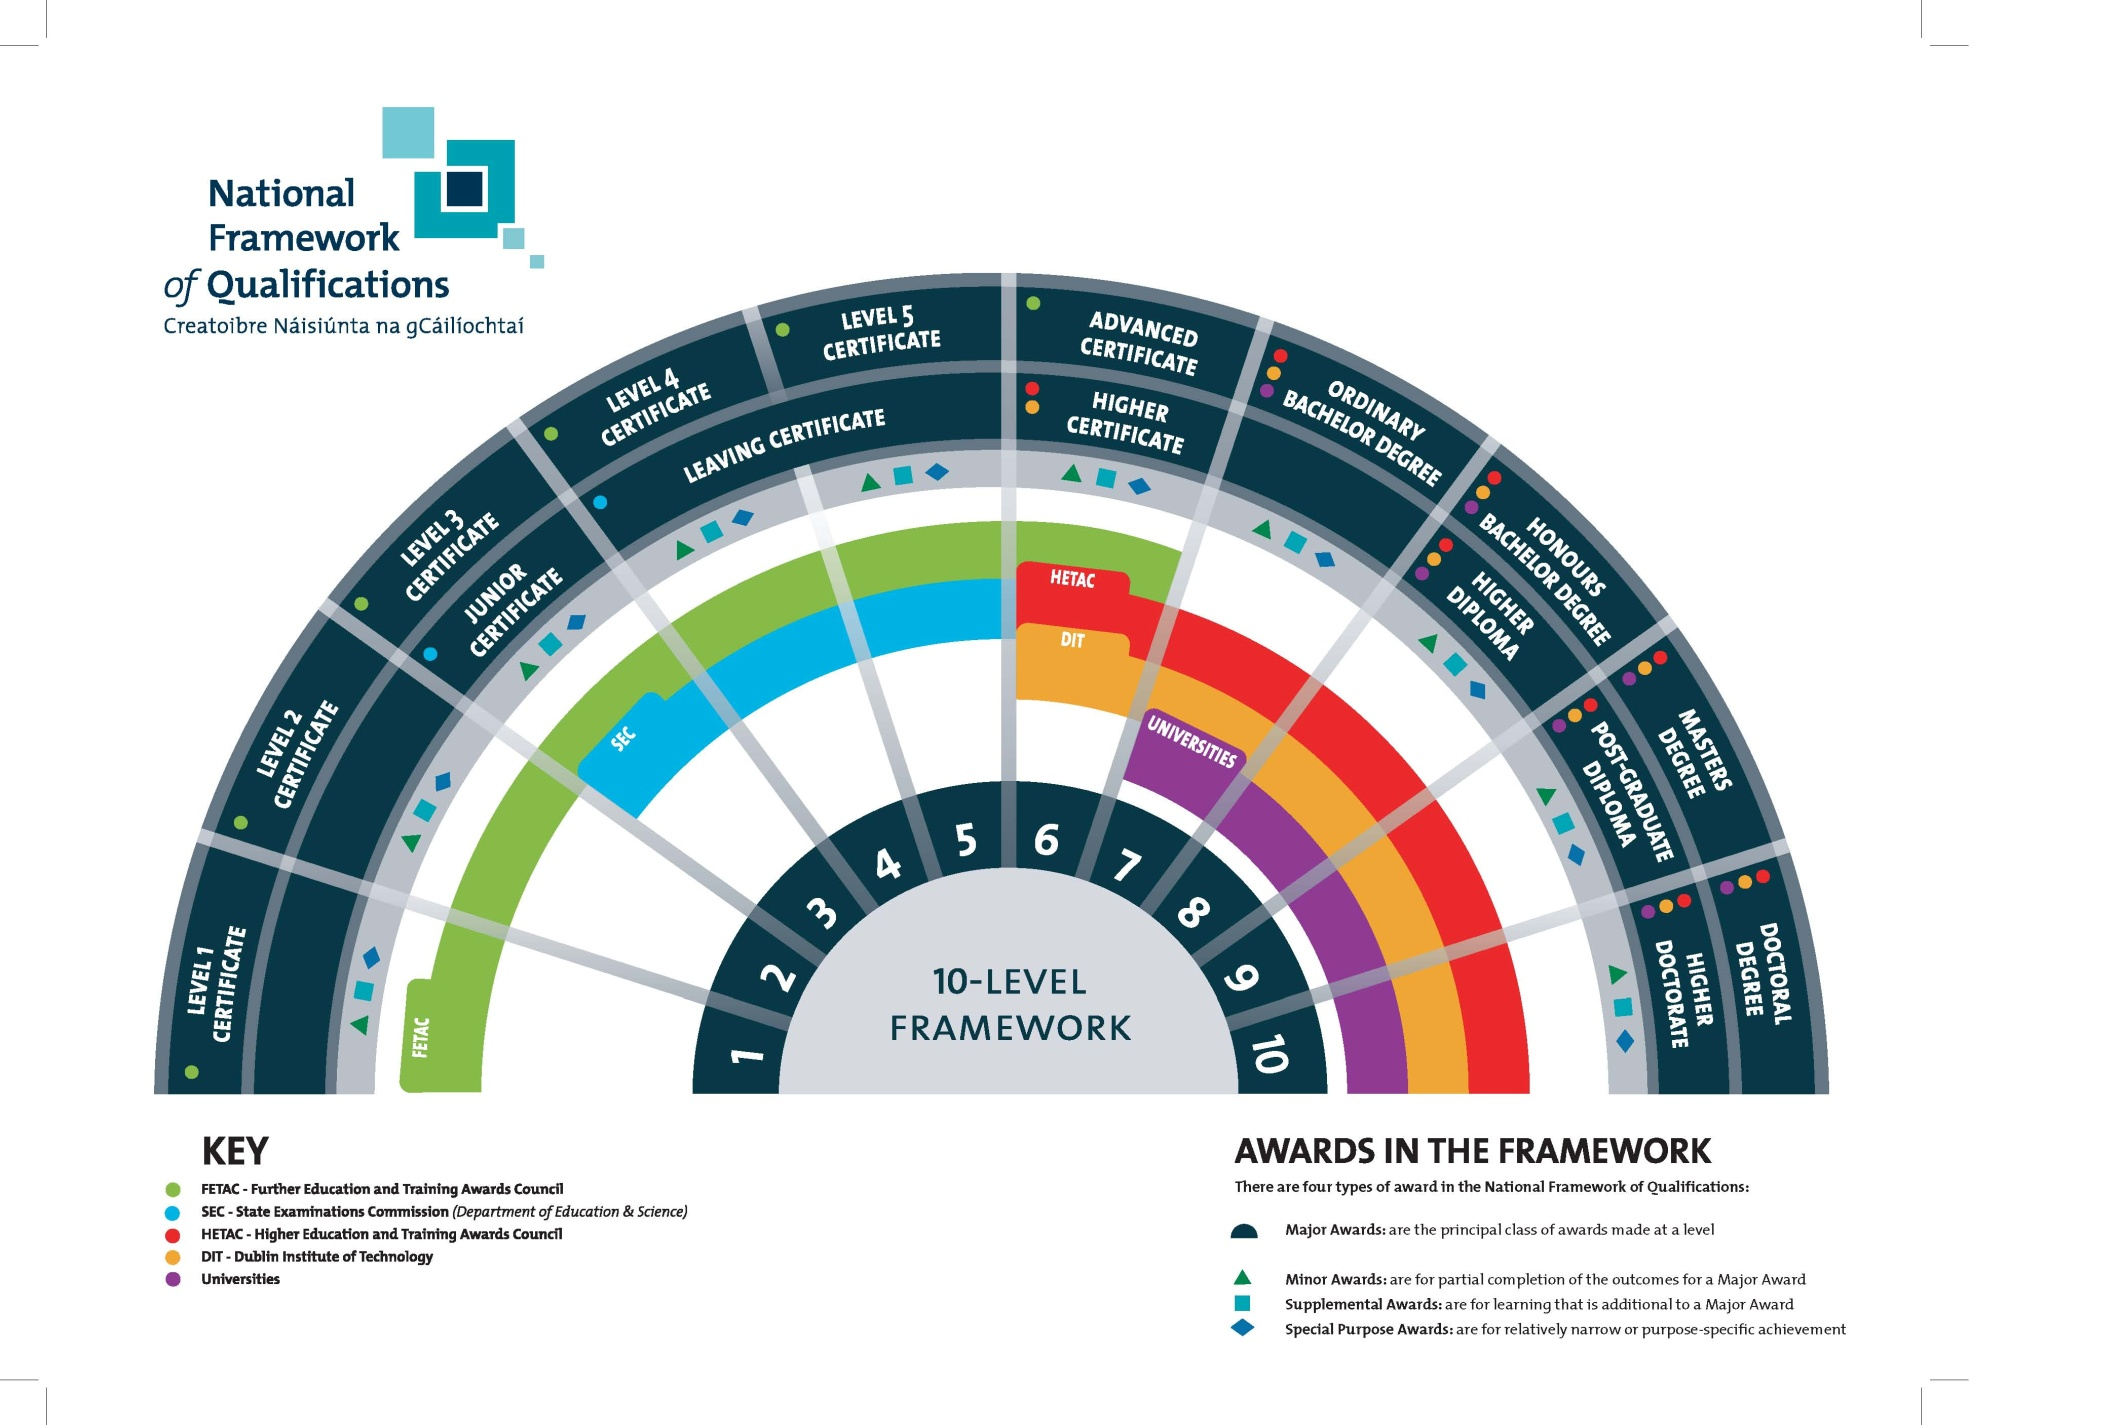 National
Framework
of Qualifications
Creatoibre Náisiúnta na gCáilíochtaí
LEVEL 1
CERTIFICATE
LEVEL 2
CERTIFICATE
LEVEL 3
CERTIFICATE
JUNIOR
CERTIFICATE
LEVEL 4
CERTIFICATE
LEVEL 5
CERTIFICATE
LEAVING CERTIFICATE
ADVANCED
CERTIFICATE
HIGHER
CERTIFICATE
ORDINARY
BACHELOR DEGREE
HONOURS
BACHELOR DEGREE
HIGHER
DIPLOMA
MASTERS
DEGREE
POST-GRADUATE
DIPLOMA
DOCTORAL
DEGREE
HIGHER
DOCTORATE
FETAC
SEC
HETAC
DIT
UNIVERSITIES
1
2
3
4
5
6
7
8
9
10
10-LEVEL
FRAMEWORK
KEY
FETAC - Further Education and Training Awards Council
SEC - State Examinations Commission (Department of Education & Science)
HETAC - Higher Education and Training Awards Council
DIT - Dublin Institute of Technology
Universities
AWARDS IN THE FRAMEWORK
There are four types of award in the National Framework of Qualifications:
Major Awards: are the principal class of awards made at a level
Minor Awards: are for partial completion of the outcomes for a Major Award
Supplemental Awards: are for learning that is additional to a Major Award
Special Purpose Awards: are for relatively narrow or purpose-specific achievement